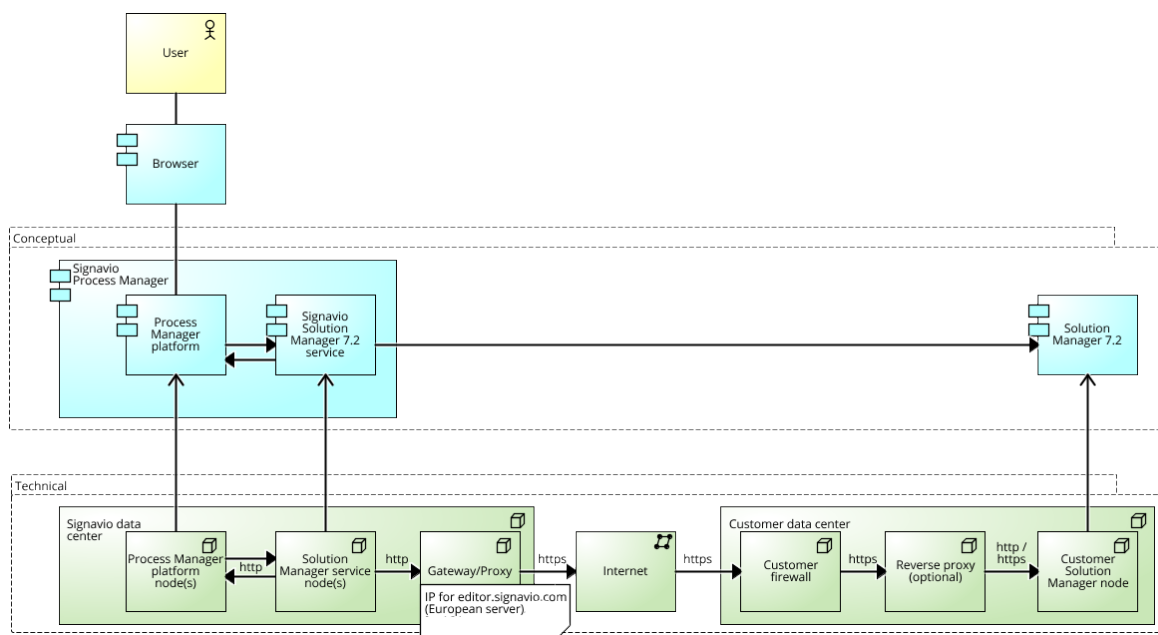 User
Browser
Conceptual
Signavio
Process Manager
Process
Manager
platform
Signavio
Solution
Manager 7.2
service
Solution
Manager 7.2
Technical
Signavio data
center
Process Manager
platform
node(s)
http
Solution
Manager service
node(s)
http
Gateway/Proxy
IP for editor.signavio.com
(European server)
https
Internet
https
Customer data center
Customer
firewall
https
Reverse proxy
(optional)
http /
https
Customer
Solution
Manager node